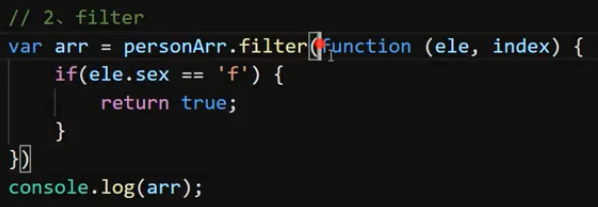 // 2、filter
var arr = personArr.filter(function (ele, index) {
    if(ele.sex == 'f') {
        return true;
    }
})
console.log(arr);